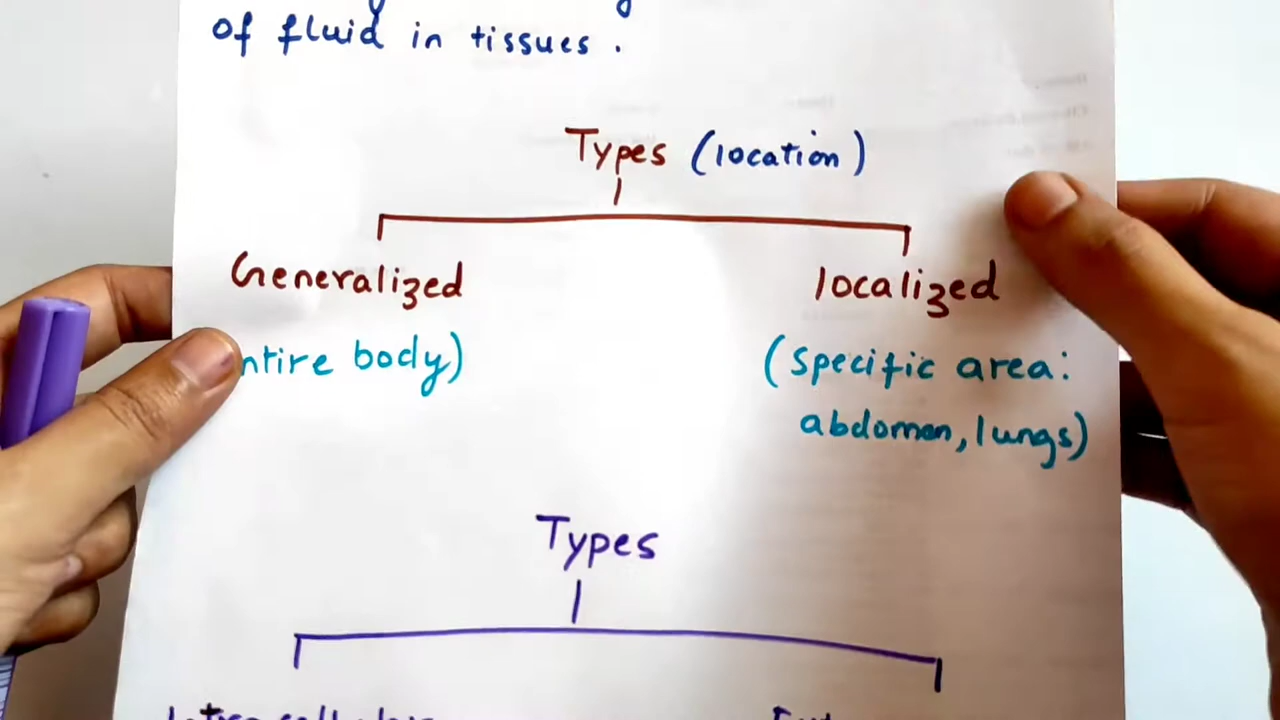 of fluid in tissues.
Types (location)
Generalized
localized
ntire body)
(specific area:
abdomen, lungs)
Types